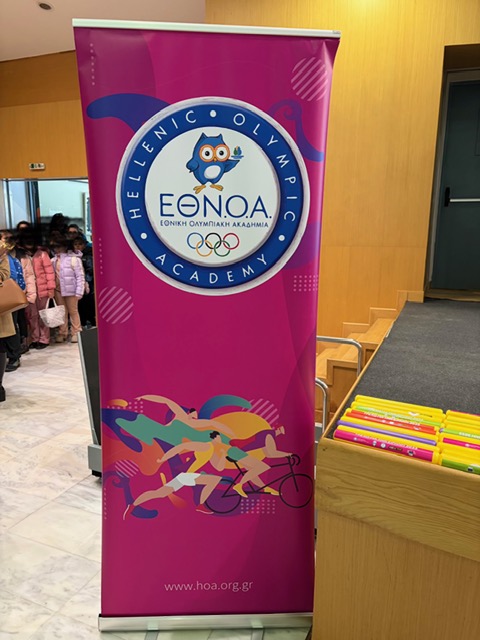 HELLENIC • OLYMPIC • ACADEMY •
ΕΘΝ.Ο.Α.
ΕΘΝΙΚΗ ΟΛΥΜΠΙΑΚΗ ΑΚΑΔΗΜΙΑ
www.hoa.org.gr